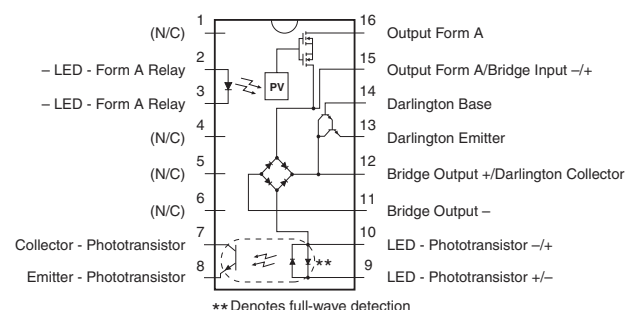 1 16
(N/C) Output Form A
2 15
– LED - Form A Relay Output Form A/Bridge Input –/+
PV
3 14
– LED - Form A Relay Darlington Base
4 13
(N/C) Darlington Emitter
5 12
(N/C) Bridge Output +/Darlington Collector
6 11
(N/C) Bridge Output –
7 10
Collector - Phototransistor LED - Phototransistor –/+
**
8 9
Emitter - Phototransistor LED - Phototransistor +/–
** Denotes full-wave detection